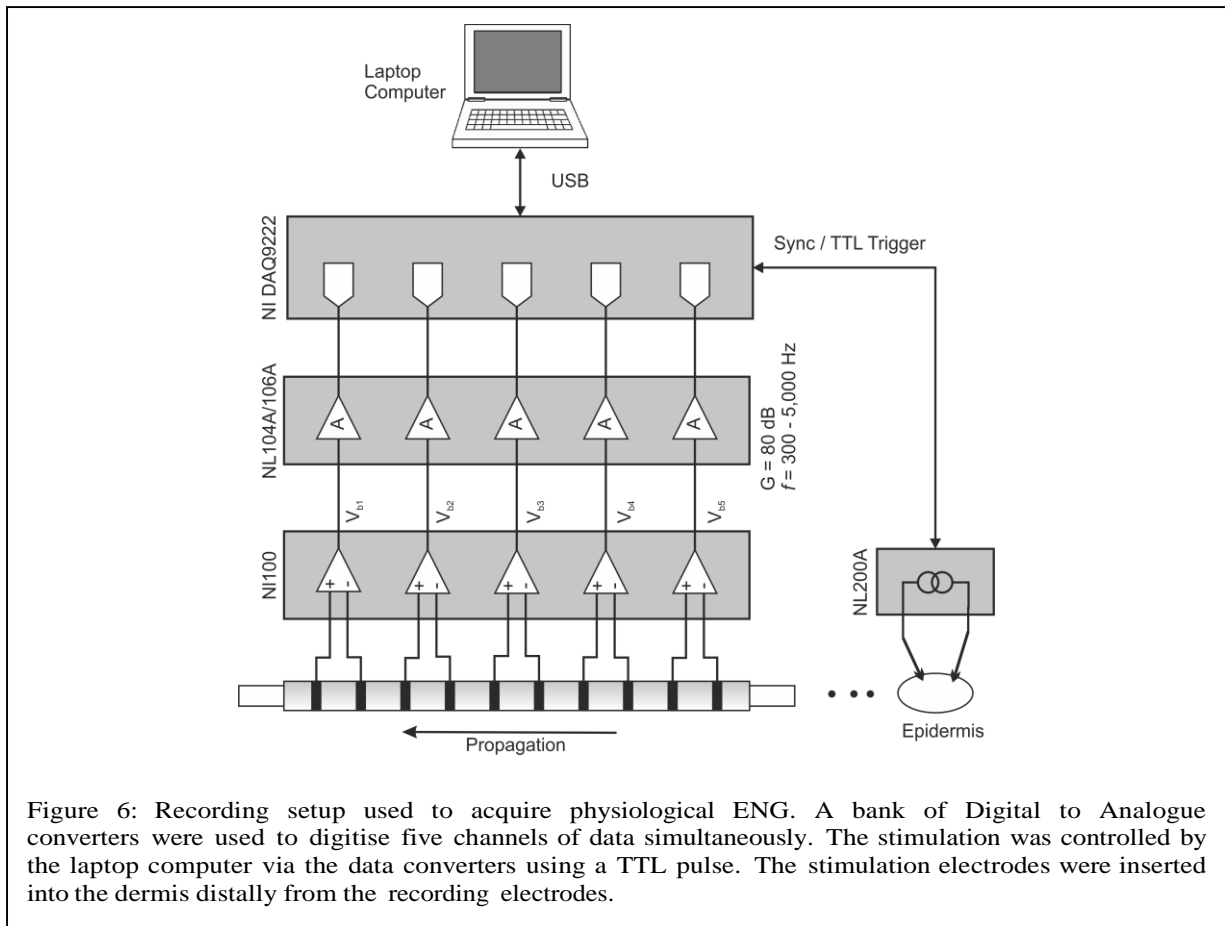 Laptop
Computer
USB
NI DAQ9222
Sync / TTL Trigger
NL104A/106A
A
A
A
A
A
G = 80 dB
f = 300 - 5,000 Hz
Vb1
Vb2
Vb3
Vb4
Vb5
NI100
+ -
+ -
+ -
+ -
+ -
NL200A
Propagation
Epidermis
Figure 6: Recording setup used to acquire physiological ENG. A bank of Digital to Analogue
converters were used to digitise five channels of data simultaneously. The stimulation was controlled by
the laptop computer via the data converters using a TTL pulse. The stimulation electrodes were inserted
into the dermis distally from the recording electrodes.